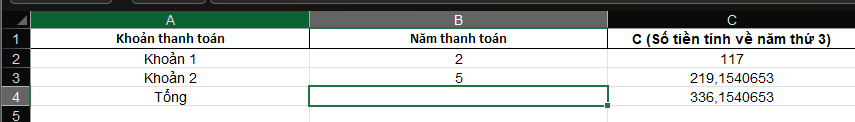 A B C
1 Khoản thanh toán Năm thanh toán C (Số tiền tính về năm thứ 3)
2 Khoản 1 2 117
3 Khoản 2 5 219,1540653
4 Tổng 336,1540653
5